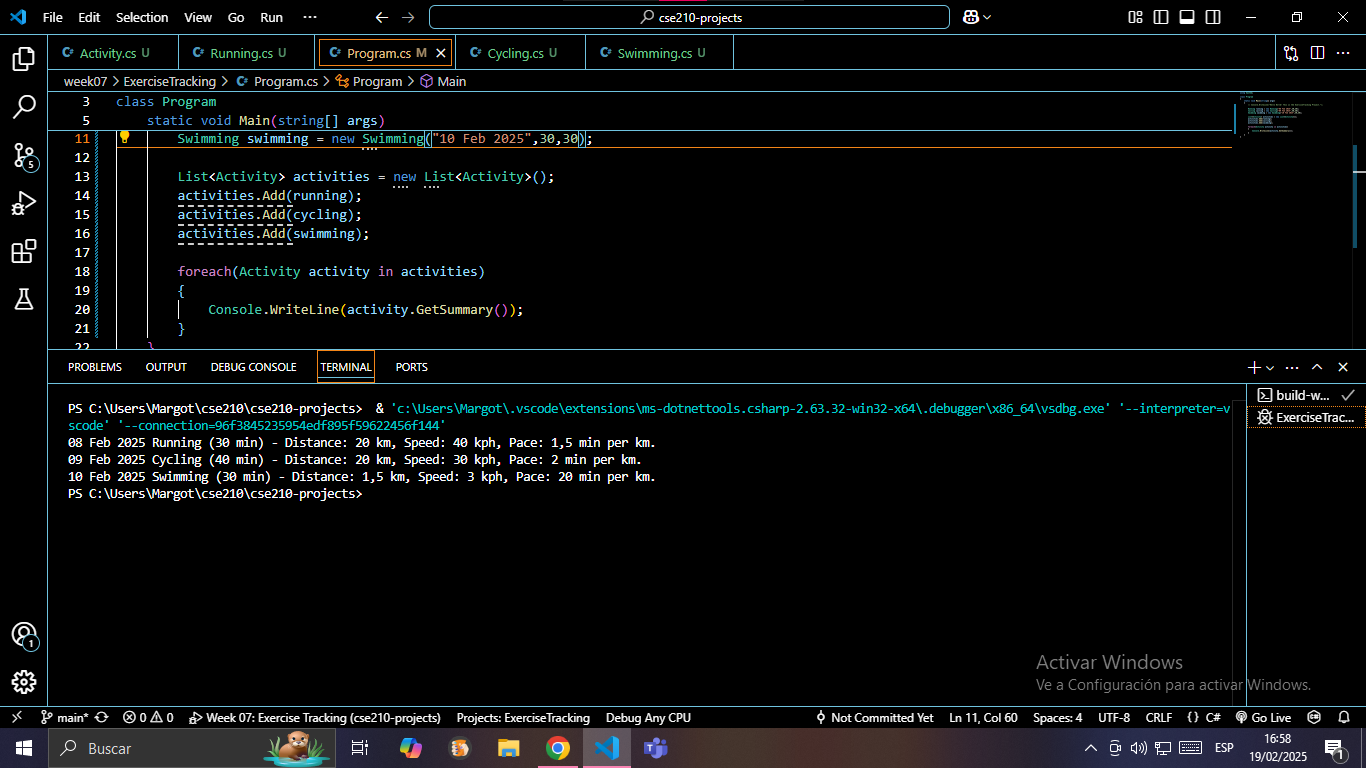 File Edit Selection View Go Run ··· cse210-projects
Activity.cs U Running.cs U Program.cs M Cycling.cs U Swimming.cs U
week07 > ExerciseTracking > Program.cs > Program > Main
3 class Program
5 static void Main(string[] args)
11 Swimming swimming = new Swimming("10 Feb 2025",30,30);
12
13 List<Activity> activities = new List<Activity>();
14 activities.Add(running);
15 activities.Add(cycling);
16 activities.Add(swimming);
17
18 foreach(Activity activity in activities)
19 {
20 Console.WriteLine(activity.GetSummary());
21 }
22 }
PROBLEMS OUTPUT DEBUG CONSOLE TERMINAL PORTS
PS C:\Users\Margot\cse210\cse210-projects> & 'c:\Users\Margot\.vscode\extensions\ms-dotnettools.csharp-2.63.32-win32-x64\.debugger\x86_64\vsdbg.exe' '--interpreter=v
scode' '--connection=96f3845235954edf895f59622456f144'
08 Feb 2025 Running (30 min) - Distance: 20 km, Speed: 40 kph, Pace: 1,5 min per km.
09 Feb 2025 Cycling (40 min) - Distance: 20 km, Speed: 30 kph, Pace: 2 min per km.
10 Feb 2025 Swimming (30 min) - Distance: 1,5 km, Speed: 3 kph, Pace: 20 min per km.
PS C:\Users\Margot\cse210\cse210-projects>
build-w...
ExerciseTrac...
5
1
Activar Windows
Ve a Configuración para activar Windows.
main* 0 0 Week 07: Exercise Tracking (cse210-projects) Projects: ExerciseTracking Debug Any CPU Not Committed Yet Ln 11, Col 60 Spaces: 4 UTF-8 CRLF {} C# Go Live
Buscar ESP 16:58
19/02/2025 1